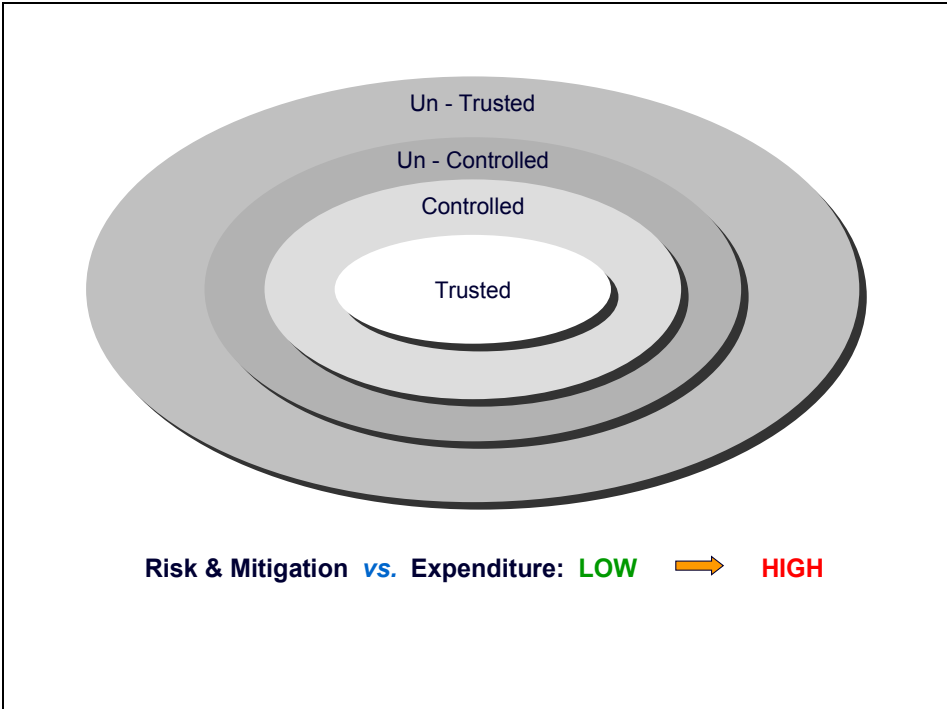 Un - Trusted
Un - Controlled
Controlled
Trusted
Risk & Mitigation vs. Expenditure: LOW HIGH